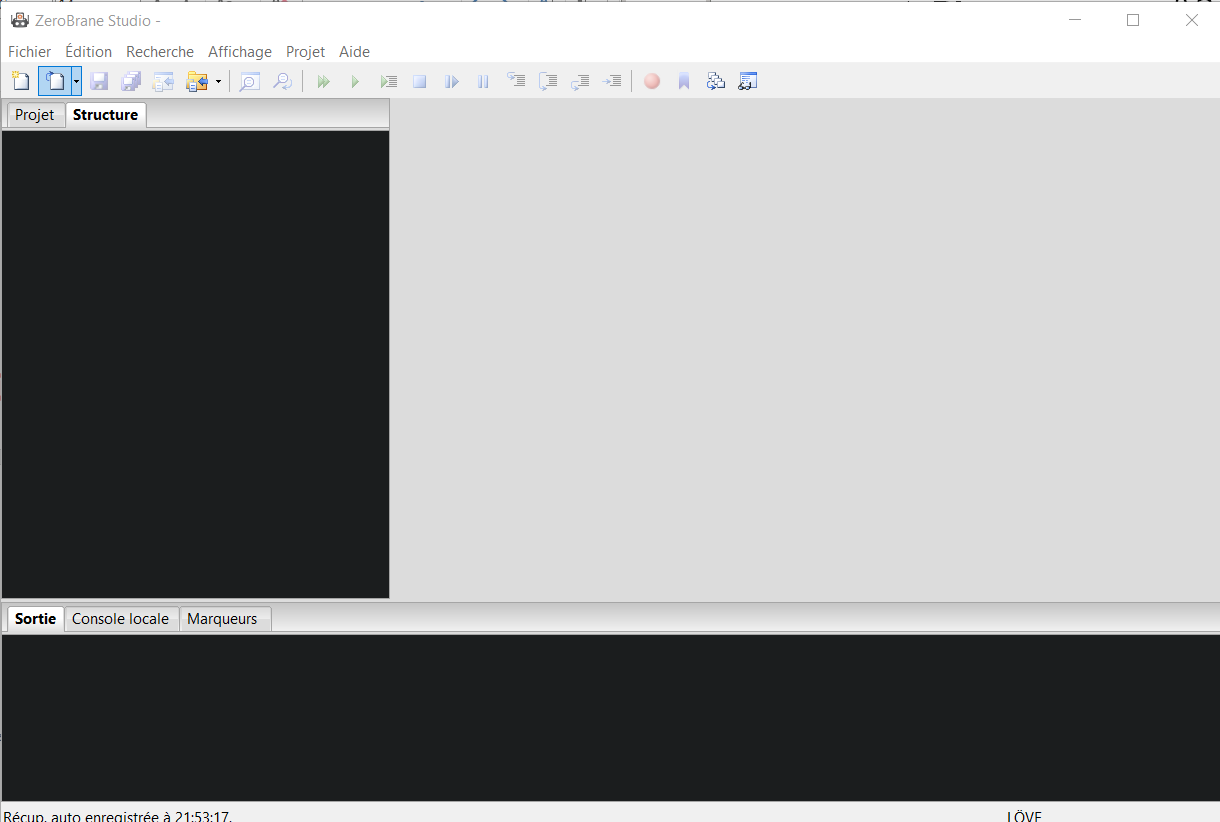 ZeroBrane Studio -
Fichier Édition Recherche Affichage Projet Aide
Projet Structure
Sortie Console locale Marqueurs
Récup. auto enregistrée à 21:53:17. LÖVE